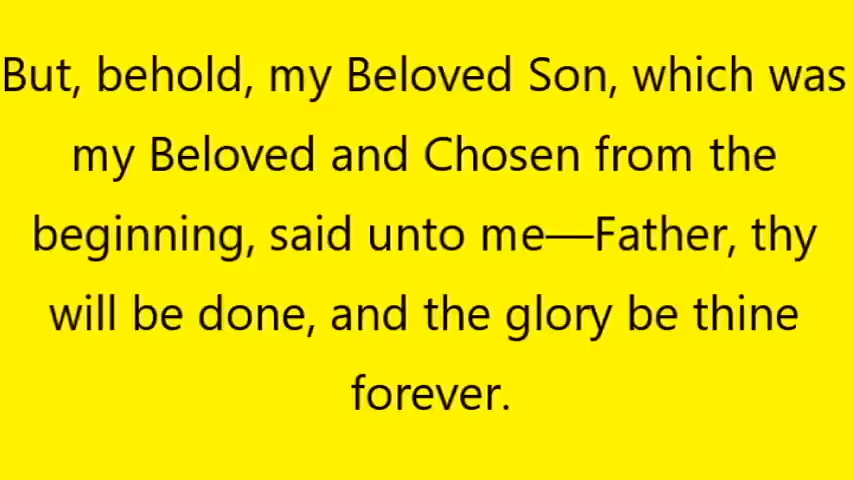 But, behold, my Beloved Son, which was
my Beloved and Chosen from the
beginning, said unto me—Father, thy
will be done, and the glory be thine
forever.